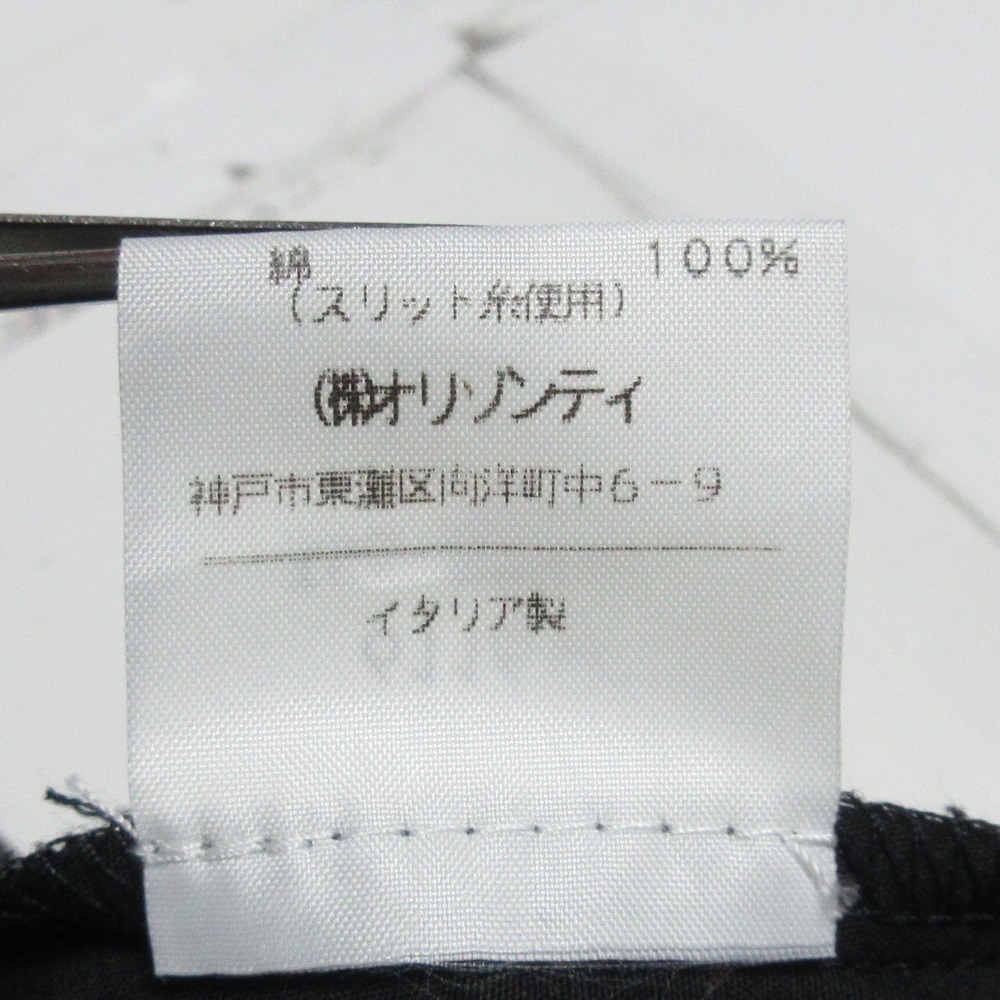 綿 100%
(スリット糸使用)
(株)オリゾンティ
神戸市東灘区向洋町中6-9
イタリア製